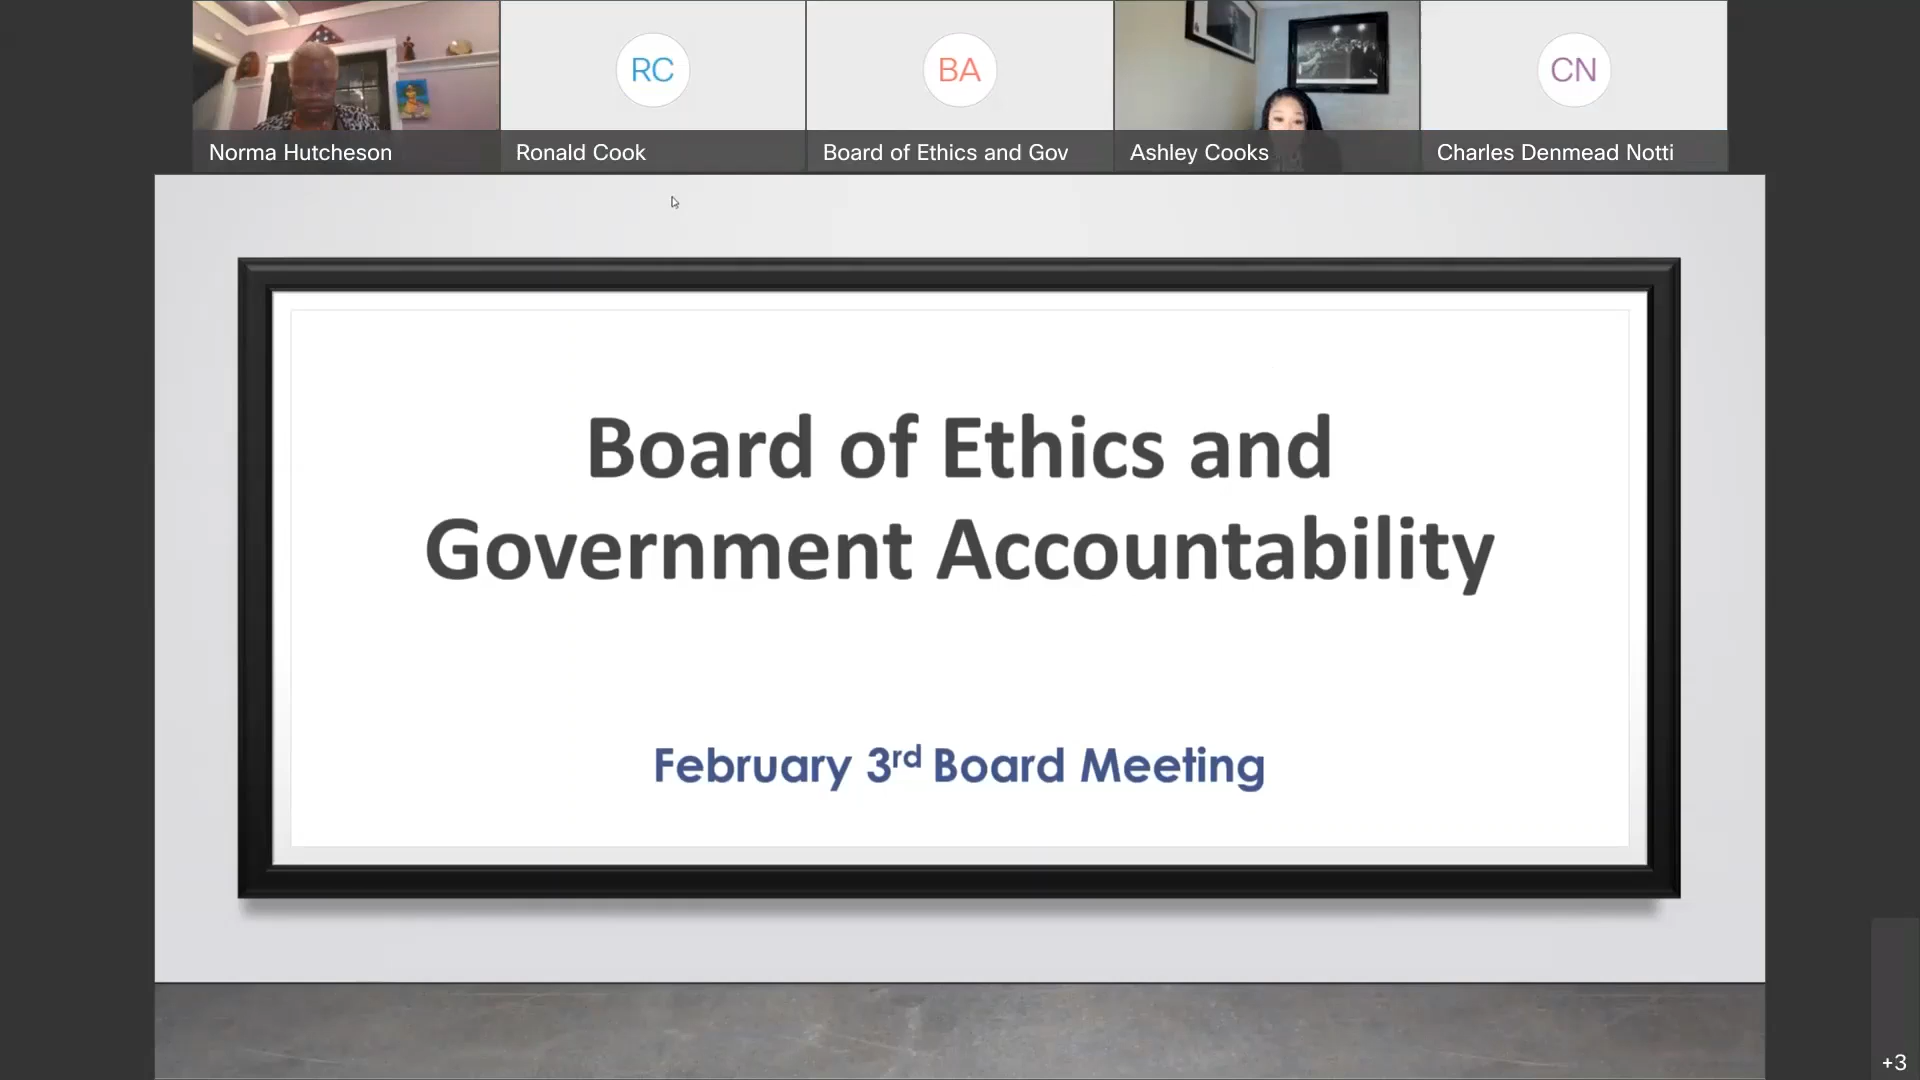 RC
BA
CN
Norma Hutcheson
Ronald Cook
Board of Ethics and Gov
Ashley Cooks
Charles Denmead Notti
Board of Ethics and
Government Accountability
February 3rd Board Meeting
+3